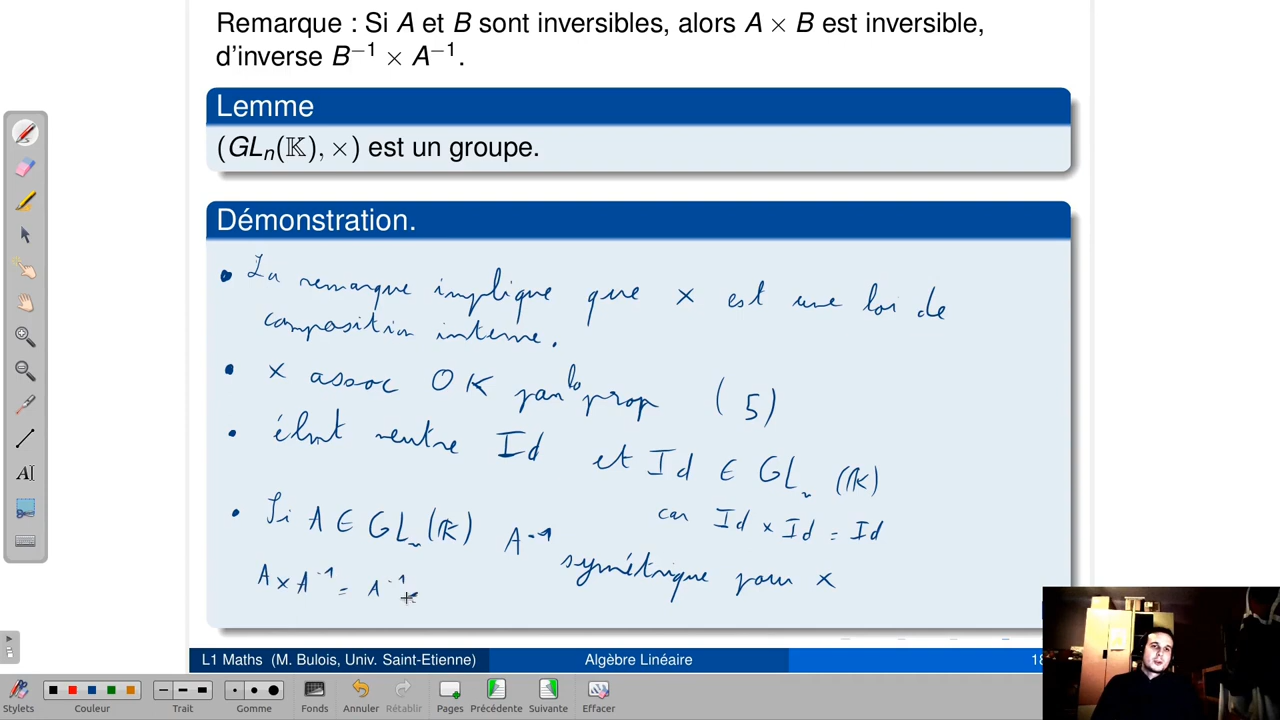 Remarque : Si A et B sont inversibles, alors A × B est inversible,
d'inverse B⁻¹ × A⁻¹.
Lemme
(GLₙ(𝕂), ×) est un groupe.
Démonstration.
• La remarque implique que × est une loi de
composition interne.
• × assoc OK par la prop (5)
• élmt neutre Id et Id ∈ GLₙ(𝕂)
car Id × Id = Id
• Si A ∈ GLₙ(𝕂) A⁻¹ symétrique pour ×
A × A⁻¹ = A⁻¹
L1 Maths (M. Bulois, Univ. Saint-Etienne) Algèbre Linéaire 18
Stylets Couleur Trait Gomme Fonds Annuler Rétablir Pages Précédente Suivante Effacer